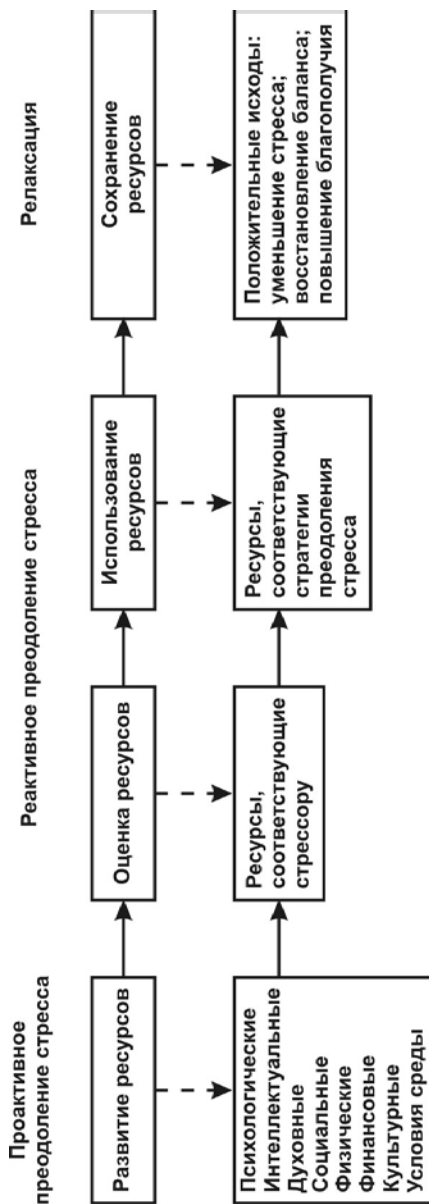 Проактивное
преодоление стресса
Реактивное преодоление стресса
Релаксация
Развитие ресурсов
Оценка ресурсов
Использование
ресурсов
Сохранение
ресурсов
Психологические
Интеллектуальные
Духовные
Социальные
Физические
Финансовые
Культурные
Условия среды
Ресурсы,
соответствующие
стрессору
Ресурсы,
соответствующие
стратегии
преодоления
стресса
Положительные исходы:
уменьшение стресса;
восстановление баланса;
повышение благополучия